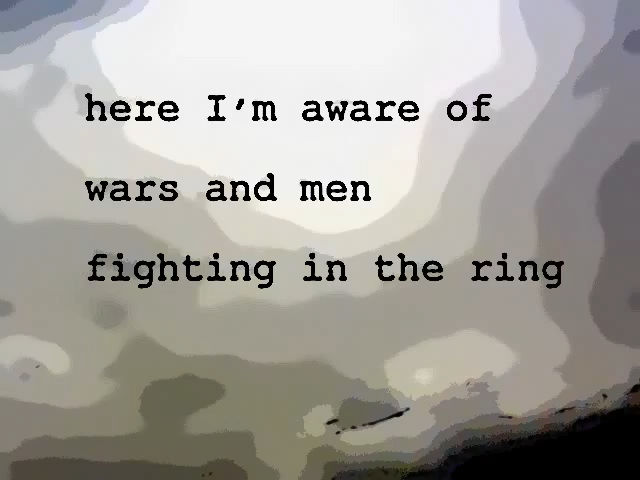 here I'm aware of
wars and men
fighting in the ring